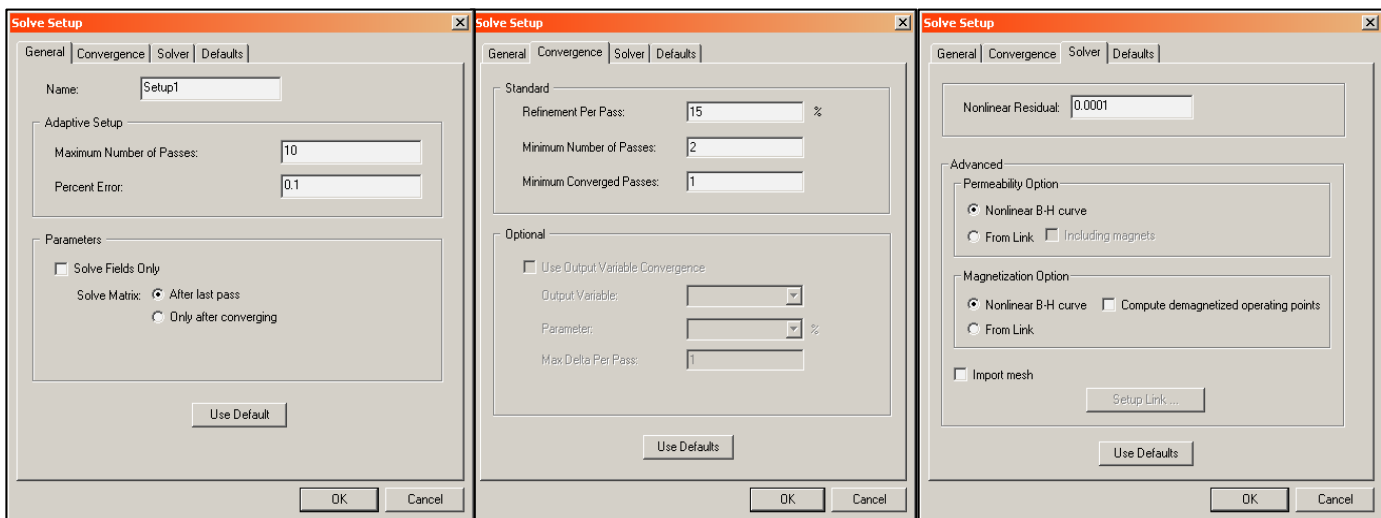 Solve Setup
General Convergence Solver Defaults
Name: Setup1
Adaptive Setup
Maximum Number of Passes: 10
Percent Error: 0.1
Parameters
Solve Fields Only
Solve Matrix: After last pass
Only after converging
Use Default
OK Cancel
Solve Setup
General Convergence Solver Defaults
Standard
Refinement Per Pass: 15 %
Minimum Number of Passes: 2
Minimum Converged Passes: 1
Optional
Use Output Variable Convergence
Output Variable:
Parameter: %
Max Delta Per Pass: 1
Use Defaults
OK Cancel
Solve Setup
General Convergence Solver Defaults
Nonlinear Residual: 0.0001
Advanced
Permeability Option
Nonlinear B-H curve
From Link Including magnets
Magnetization Option
Nonlinear B-H curve Compute demagnetized operating points
From Link
Import mesh
Setup Link ...
Use Defaults
OK Cancel